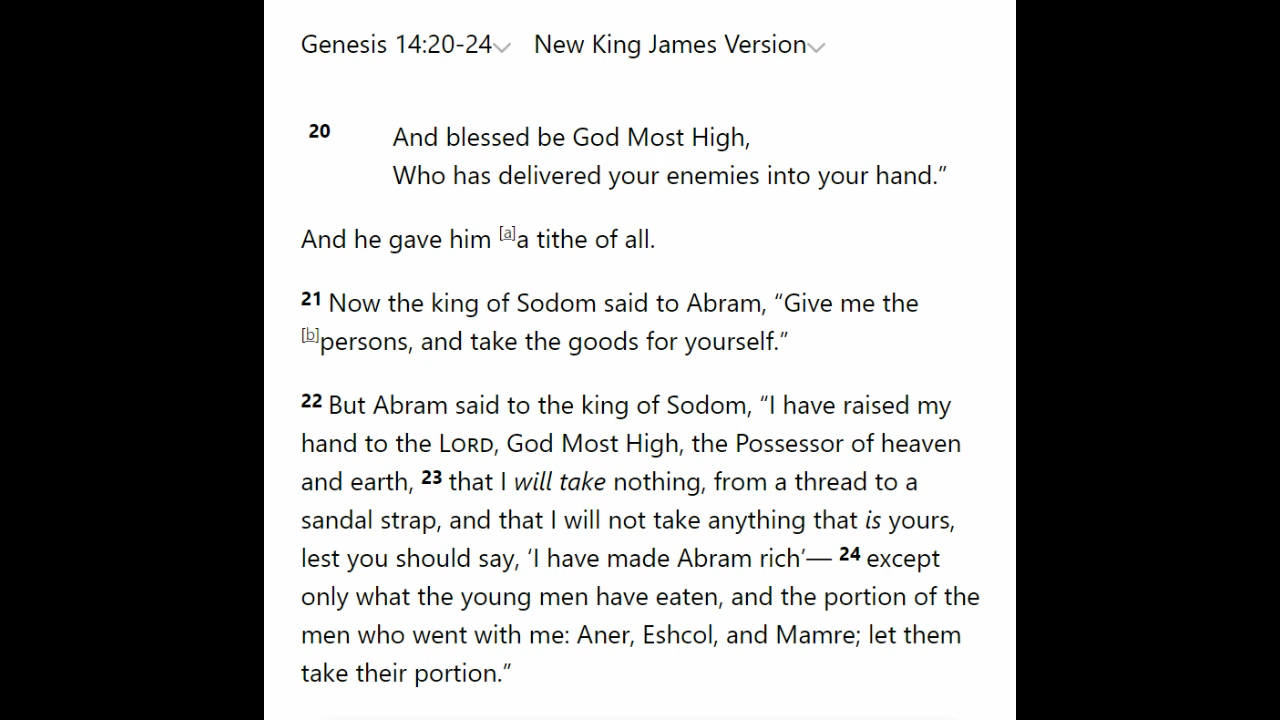 Genesis 14:20-24 New King James Version
20 And blessed be God Most High,
Who has delivered your enemies into your hand.”
And he gave him [a]a tithe of all.
21 Now the king of Sodom said to Abram, “Give me the
[b]persons, and take the goods for yourself.”
22 But Abram said to the king of Sodom, “I have raised my
hand to the LORD, God Most High, the Possessor of heaven
and earth, 23 that I will take nothing, from a thread to a
sandal strap, and that I will not take anything that is yours,
lest you should say, ‘I have made Abram rich’— 24 except
only what the young men have eaten, and the portion of the
men who went with me: Aner, Eshcol, and Mamre; let them
take their portion.”